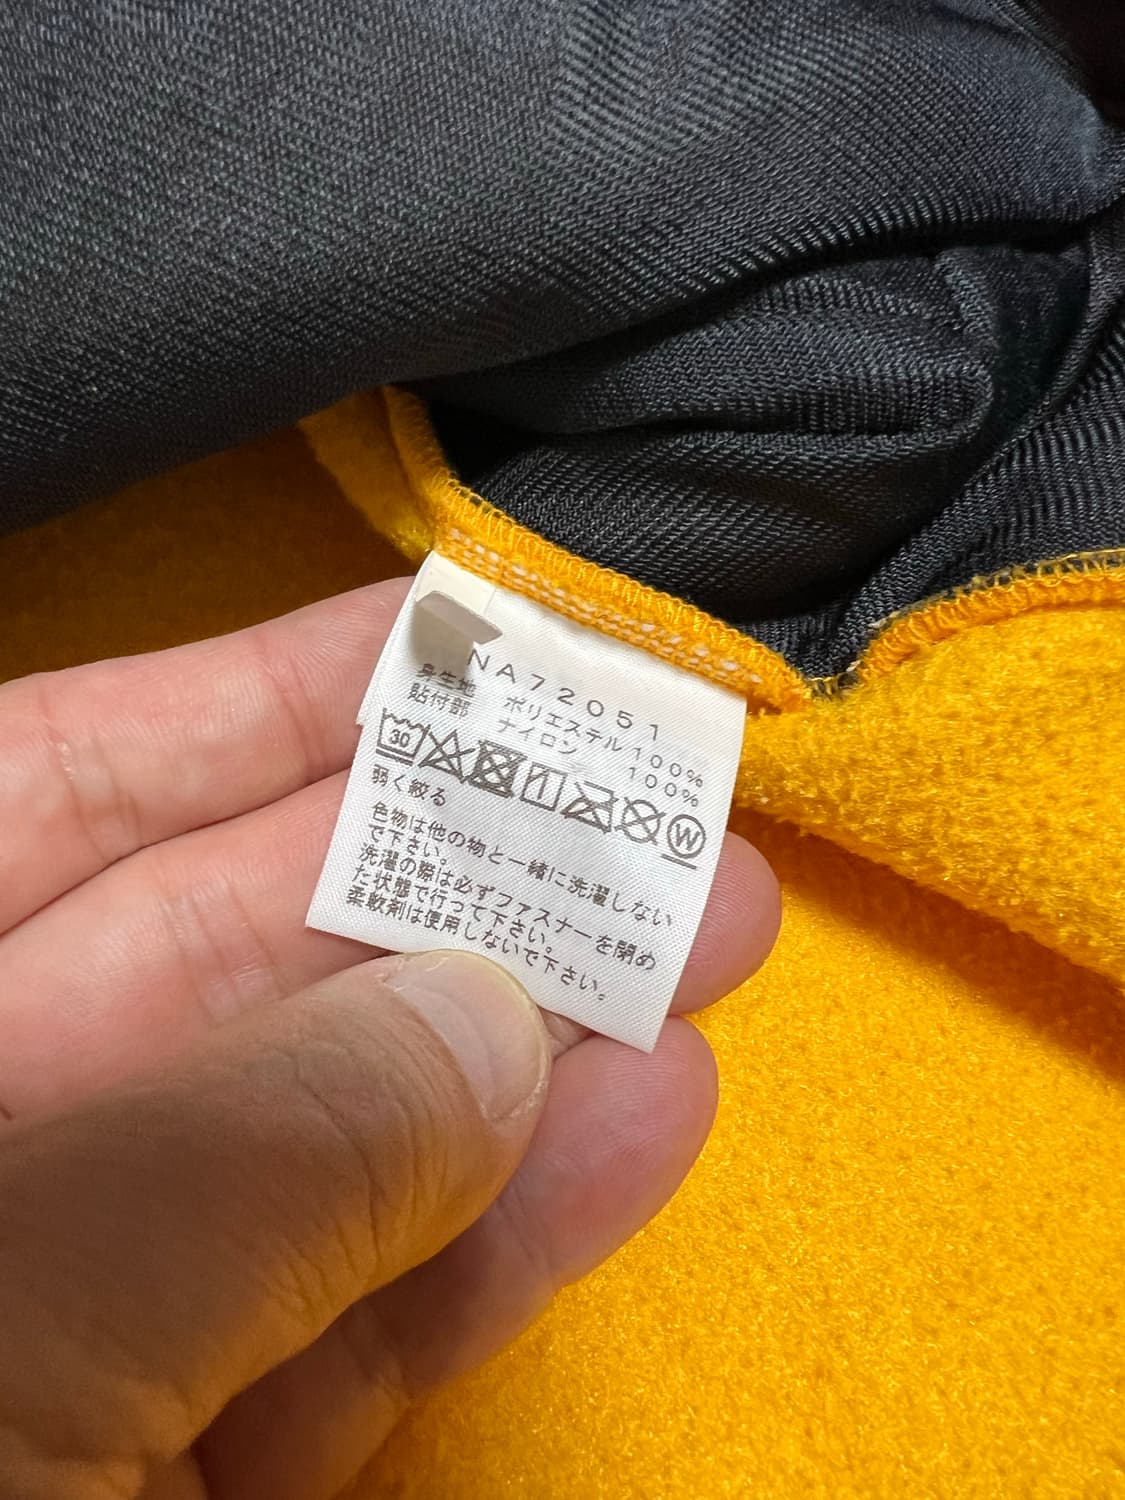 NA72051
身生地 ポリエステル 100%
貼付部 ナイロン 100%
30 W
弱く絞る
色物は他の物と一緒に洗濯しない
で下さい。
洗濯の際は必ずファスナーを閉め
た状態で行って下さい。
柔軟剤は使用しないで下さい。